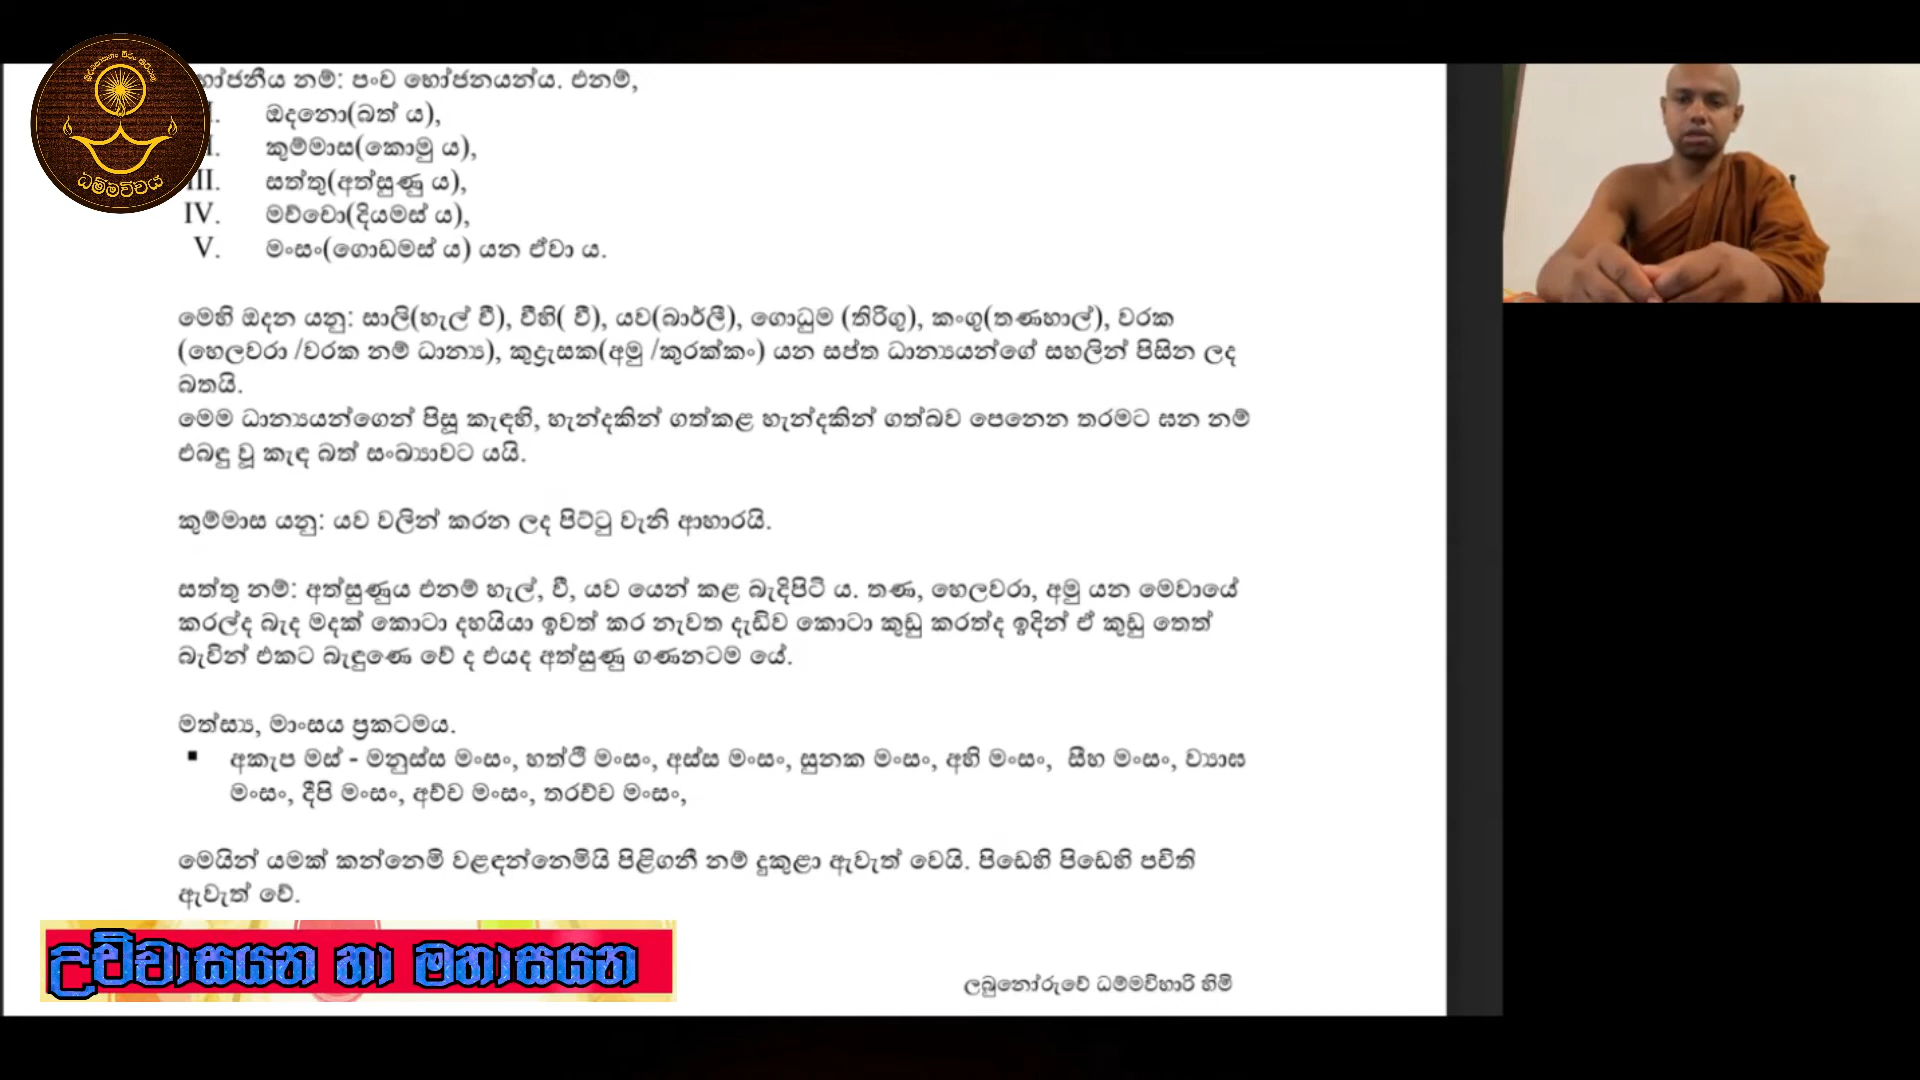 භෝජනීය නම්: පංච භෝජනයන්ය. එනම්,
ඔදනො(බත් ය),
කුම්මාස(කොමු ය),
III. සත්තු(අත්සුණු ය),
IV. මච්චො(දියමස් ය),
V. මංසං(ගොඩමස් ය) යන ඒවා ය.
මෙහි ඔදන යනු: සාලි(හැල් වී), වීහි( වී), යව(බාර්ලී), ගොධුම (තිරිගු), කංගු(තණහාල්), වරක
(හෙලවරා /වරක නම් ධාන්‍ය), කුද්‍රැසක(අමු /කුරක්කං) යන සප්ත ධාන්‍යයන්ගේ සහලින් පිසින ලද
බතයි.
මෙම ධාන්‍යයන්ගෙන් පිසූ කැඳහි, හැන්දකින් ගත්කළ හැන්දකින් ගත්බව පෙනෙන තරමට ඝන නම්
එබඳු වූ කැඳ බත් සංඛ්‍යාවට යයි.
කුම්මාස යනු: යව වලින් කරන ලද පිට්ටු වැනි ආහාරයි.
සත්තු නම්: අත්සුණුය එනම් හැල්, වී, යව යෙන් කළ බැදිපිටි ය. තණ, හෙලවරා, අමු යන මෙවායේ
කරල්ද බැද මදක් කොටා දහයියා ඉවත් කර නැවත දැඩිව කොටා කුඩු කරත්ද ඉදින් ඒ කුඩු තෙත්
බැවින් එකට බැඳුණෙ වේ ද එයද අත්සුණු ගණනටම යේ.
මත්ස්‍ය, මාංසය ප්‍රකටමය.
▪ අකැප මස් - මනුස්ස මංසං, හත්ථි මංසං, අස්ස මංසං, සුනක මංසං, අහි මංසං, සීහ මංසං, ව්‍යාඝ
මංසං, දීපි මංසං, අච්ච මංසං, තරච්ච මංසං,
මෙයින් යමක් කන්නෙමි වළඳන්නෙමියි පිළිගනී නම් දුකුළා ඇවැත් වෙයි. පිඩෙහි පිඩෙහි පචිති
ඇවැත් වේ.
ලබුනෝරුවේ ධම්මවිහාරි හිමි
ධම්මවිචය
උච්චාසයන හා මහාසයන